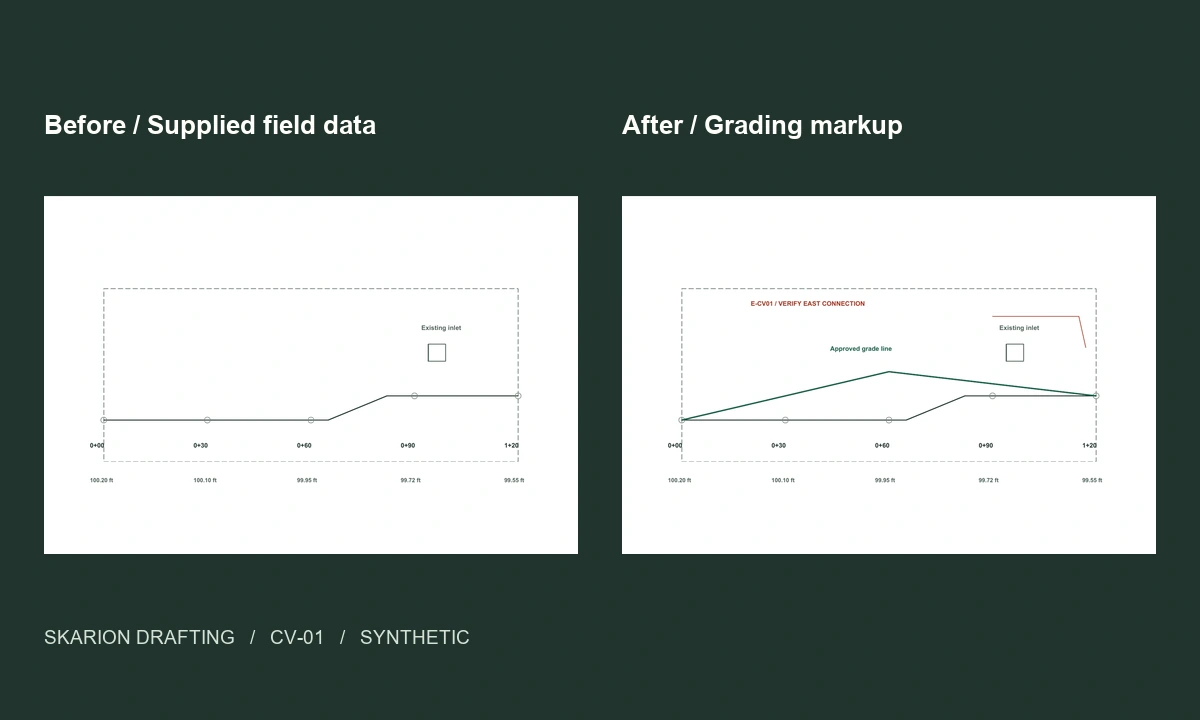 Before / Supplied field data
Existing inlet
0+00 0+30 0+60 0+90 1+20
100.20 ft 100.10 ft 99.95 ft 99.72 ft 99.55 ft
After / Grading markup
E-CV01 / VERIFY EAST CONNECTION
Existing inlet
Approved grade line
0+00 0+30 0+60 0+90 1+20
100.20 ft 100.10 ft 99.95 ft 99.72 ft 99.55 ft
SKARION DRAFTING / CV-01 / SYNTHETIC